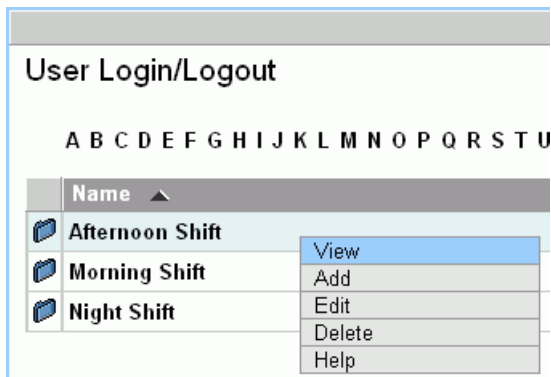 User Login/Logout
A B C D E F G H I J K L M N O P Q R S T U
Name
Afternoon Shift
Morning Shift
Night Shift
View
Add
Edit
Delete
Help